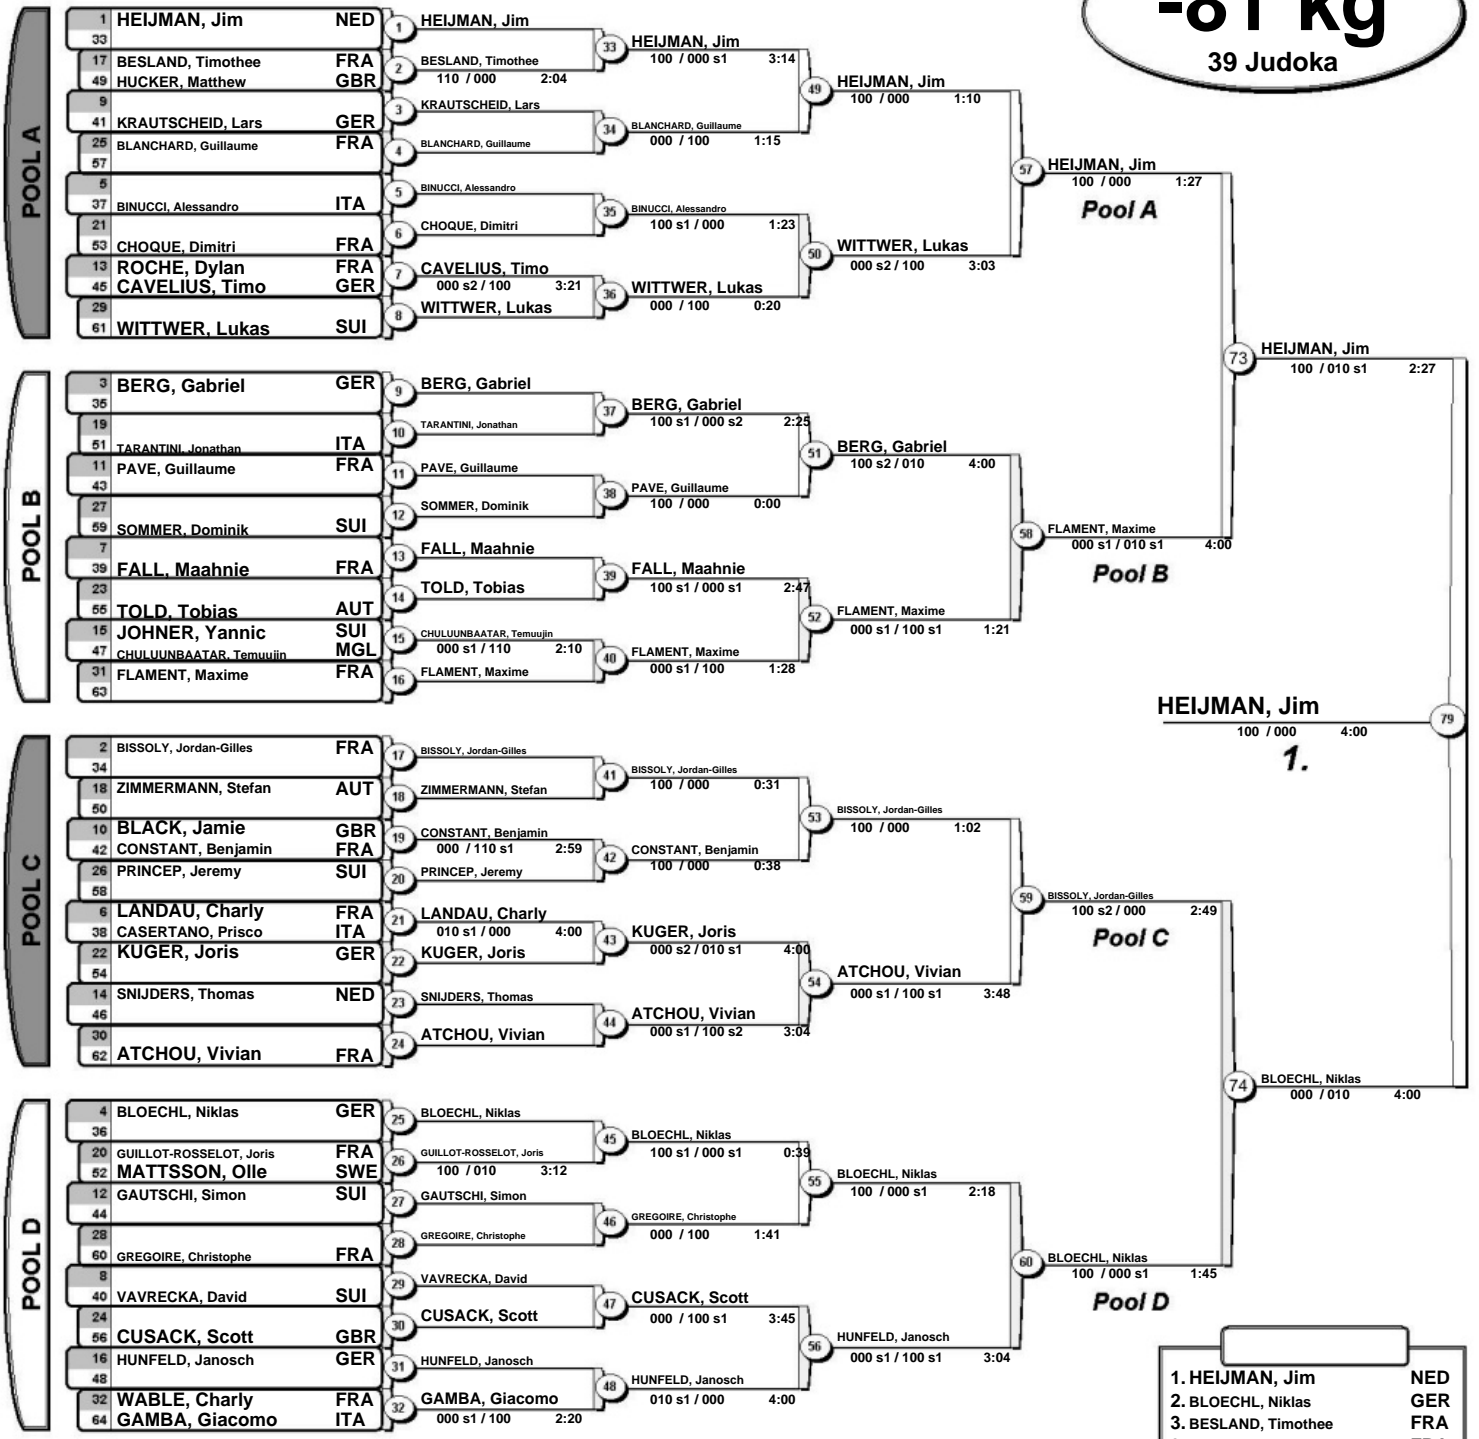 -81 kg
39 Judoka
POOL A
1 HEIJMAN, Jim NED
33
17 BESLAND, Timothee FRA
49 HUCKER, Matthew GBR
9
41 KRAUTSCHEID, Lars GER
25 BLANCHARD, Guillaume FRA
57
5
37 BINUCCI, Alessandro ITA
21
53 CHOQUE, Dimitri FRA
13 ROCHE, Dylan FRA
45 CAVELIUS, Timo GER
29
61 WITTWER, Lukas SUI
1 HEIJMAN, Jim
2 BESLAND, Timothee
110 / 000 2:04
3 KRAUTSCHEID, Lars
4 BLANCHARD, Guillaume
5 BINUCCI, Alessandro
6 CHOQUE, Dimitri
7 CAVELIUS, Timo
000 s2 / 100 3:21
8 WITTWER, Lukas
33 HEIJMAN, Jim
100 / 000 s1 3:14
34 BLANCHARD, Guillaume
000 / 100 1:15
35 BINUCCI, Alessandro
100 s1 / 000 1:23
36 WITTWER, Lukas
000 / 100 0:20
49 HEIJMAN, Jim
100 / 000 1:10
50 WITTWER, Lukas
000 s2 / 100 3:03
57 HEIJMAN, Jim
100 / 000 1:27
Pool A
POOL B
3 BERG, Gabriel GER
35
19
51 TARANTINI, Jonathan ITA
11 PAVE, Guillaume FRA
43
27
59 SOMMER, Dominik SUI
7
39 FALL, Maahnie FRA
23
55 TOLD, Tobias AUT
15 JOHNER, Yannic SUI
47 CHULUUNBAATAR, Temuujin MGL
31 FLAMENT, Maxime FRA
63
9 BERG, Gabriel
10 TARANTINI, Jonathan
11 PAVE, Guillaume
12 SOMMER, Dominik
13 FALL, Maahnie
14 TOLD, Tobias
15 CHULUUNBAATAR, Temuujin
000 s1 / 110 2:10
16 FLAMENT, Maxime
37 BERG, Gabriel
100 s1 / 000 s2 2:25
38 PAVE, Guillaume
100 / 000 0:00
39 FALL, Maahnie
100 s1 / 000 s1 2:47
40 FLAMENT, Maxime
000 s1 / 100 1:28
51 BERG, Gabriel
100 s2 / 010 4:00
52 FLAMENT, Maxime
000 s1 / 100 s1 1:21
58 FLAMENT, Maxime
000 s1 / 010 s1 4:00
Pool B
73 HEIJMAN, Jim
100 / 010 s1 2:27
HEIJMAN, Jim 79
100 / 000 4:00
1.
POOL C
2 BISSOLY, Jordan-Gilles FRA
34
18 ZIMMERMANN, Stefan AUT
50
10 BLACK, Jamie GBR
42 CONSTANT, Benjamin FRA
26 PRINCEP, Jeremy SUI
58
6 LANDAU, Charly FRA
38 CASERTANO, Prisco ITA
22 KUGER, Joris GER
54
14 SNIJDERS, Thomas NED
46
30
62 ATCHOU, Vivian FRA
17 BISSOLY, Jordan-Gilles
18 ZIMMERMANN, Stefan
19 CONSTANT, Benjamin
000 / 110 s1 2:59
20 PRINCEP, Jeremy
21 LANDAU, Charly
010 s1 / 000 4:00
22 KUGER, Joris
23 SNIJDERS, Thomas
24 ATCHOU, Vivian
41 BISSOLY, Jordan-Gilles
100 / 000 0:31
42 CONSTANT, Benjamin
100 / 000 0:38
43 KUGER, Joris
000 s2 / 010 s1 4:00
44 ATCHOU, Vivian
000 s1 / 100 s2 3:04
53 BISSOLY, Jordan-Gilles
100 / 000 1:02
54 ATCHOU, Vivian
000 s1 / 100 s1 3:48
59 BISSOLY, Jordan-Gilles
100 s2 / 000 2:49
Pool C
POOL D
4 BLOECHL, Niklas GER
36
20 GUILLOT-ROSSELOT, Joris FRA
52 MATTSSON, Olle SWE
12 GAUTSCHI, Simon SUI
44
28
60 GREGOIRE, Christophe FRA
8
40 VAVRECKA, David SUI
24
56 CUSACK, Scott GBR
16 HUNFELD, Janosch GER
48
32 WABLE, Charly FRA
64 GAMBA, Giacomo ITA
25 BLOECHL, Niklas
26 GUILLOT-ROSSELOT, Joris
100 / 010 3:12
27 GAUTSCHI, Simon
28 GREGOIRE, Christophe
29 VAVRECKA, David
30 CUSACK, Scott
31 HUNFELD, Janosch
32 GAMBA, Giacomo
000 s1 / 100 2:20
45 BLOECHL, Niklas
100 s1 / 000 s1 0:39
46 GREGOIRE, Christophe
000 / 100 1:41
47 CUSACK, Scott
000 / 100 s1 3:45
48 HUNFELD, Janosch
010 s1 / 000 4:00
55 BLOECHL, Niklas
100 / 000 s1 2:18
56 HUNFELD, Janosch
000 s1 / 100 s1 3:04
60 BLOECHL, Niklas
100 / 000 s1 1:45
Pool D
74 BLOECHL, Niklas
000 / 010 4:00
1. HEIJMAN, Jim NED
2. BLOECHL, Niklas GER
3. BESLAND, Timothee FRA